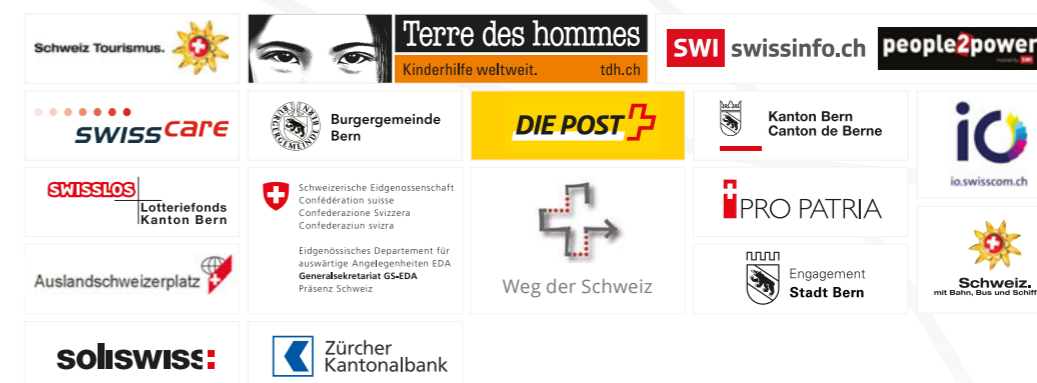 Schweiz Tourismus.
Terre des hommes
Kinderhilfe weltweit. tdh.ch
SWI swissinfo.ch
people2power
SWI
swisscare
BURGERGEMEINDE BERN
Burgergemeinde
Bern
DIE POST
Kanton Bern
Canton de Berne
io
io.swisscom.ch
SWISSLOS
Lotteriefonds
Kanton Bern
Schweizerische Eidgenossenschaft
Confédération suisse
Confederazione Svizzera
Confederaziun svizra
Eidgenössisches Departement für
auswärtige Angelegenheiten EDA
Generalsekretariat GS-EDA
Präsenz Schweiz
Weg der Schweiz
PRO PATRIA
Auslandschweizerplatz
Engagement
Stadt Bern
Schweiz.
mit Bahn, Bus und Schiff
soliswiss:
Zürcher
Kantonalbank